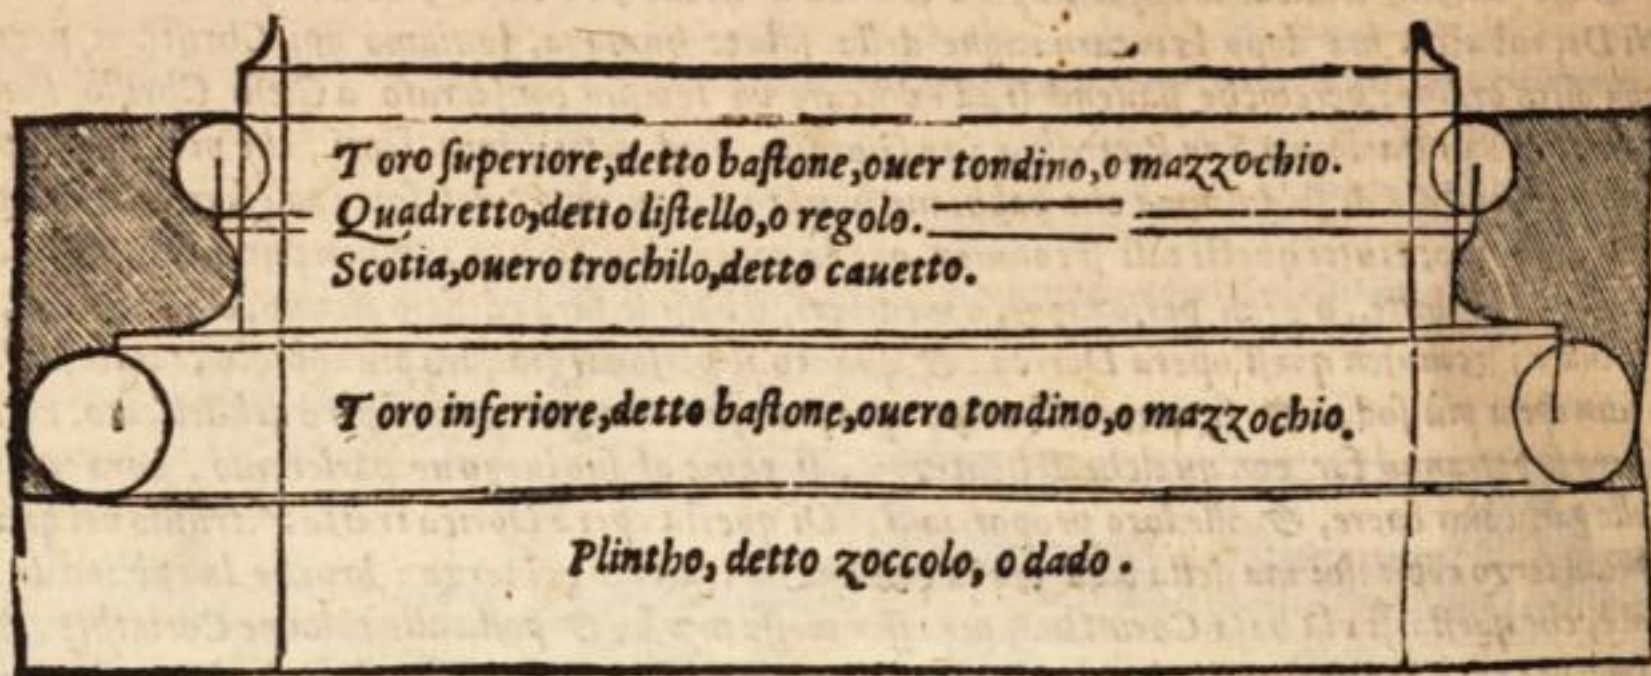 Toro ſuperiore, detto baſtone, ouer tondino, o mazzochio.
Quadretto, detto liſtello, o regolo.
Scotia, ouero trochilo, detto cauetto.
Toro inferiore, detto baſtone, ouero tondino, o mazzochio.
Plintho, detto zoccolo, o dado.